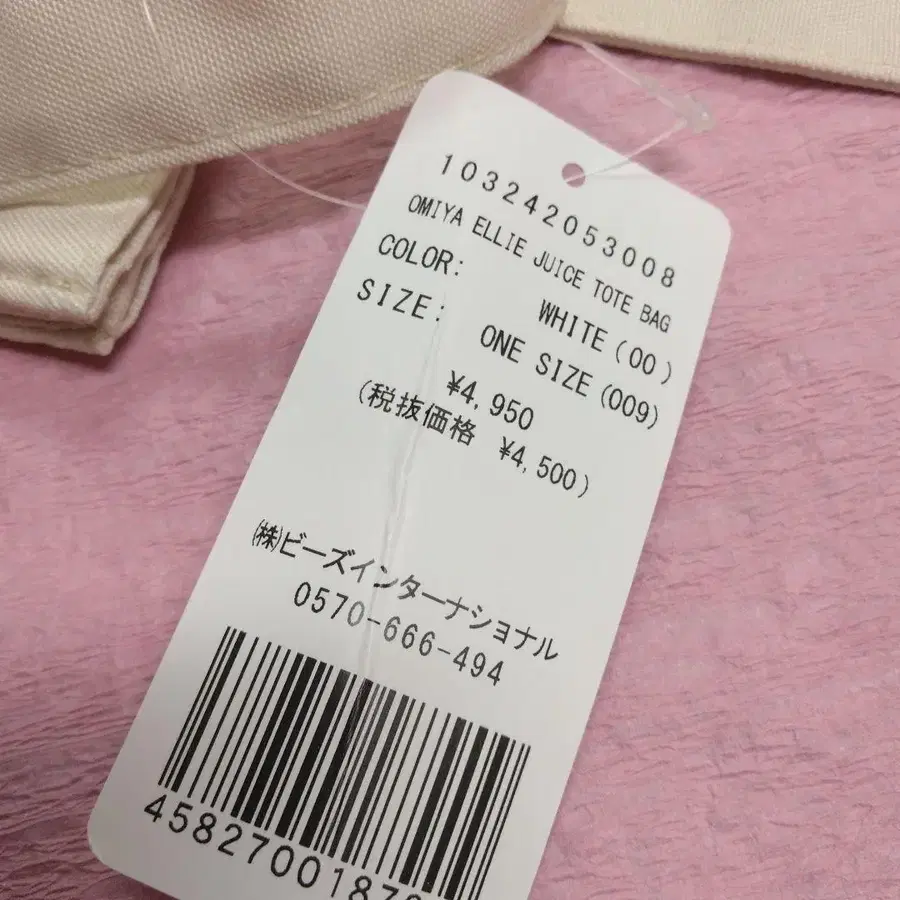 103242053008
OMIYA ELLIE JUICE TOTE BAG
COLOR: WHITE(00)
SIZE: ONE SIZE(009)
¥4,950
(税抜価格 ¥4,500)
㈱ビーズインターナショナル
0570-666-494
4582700187